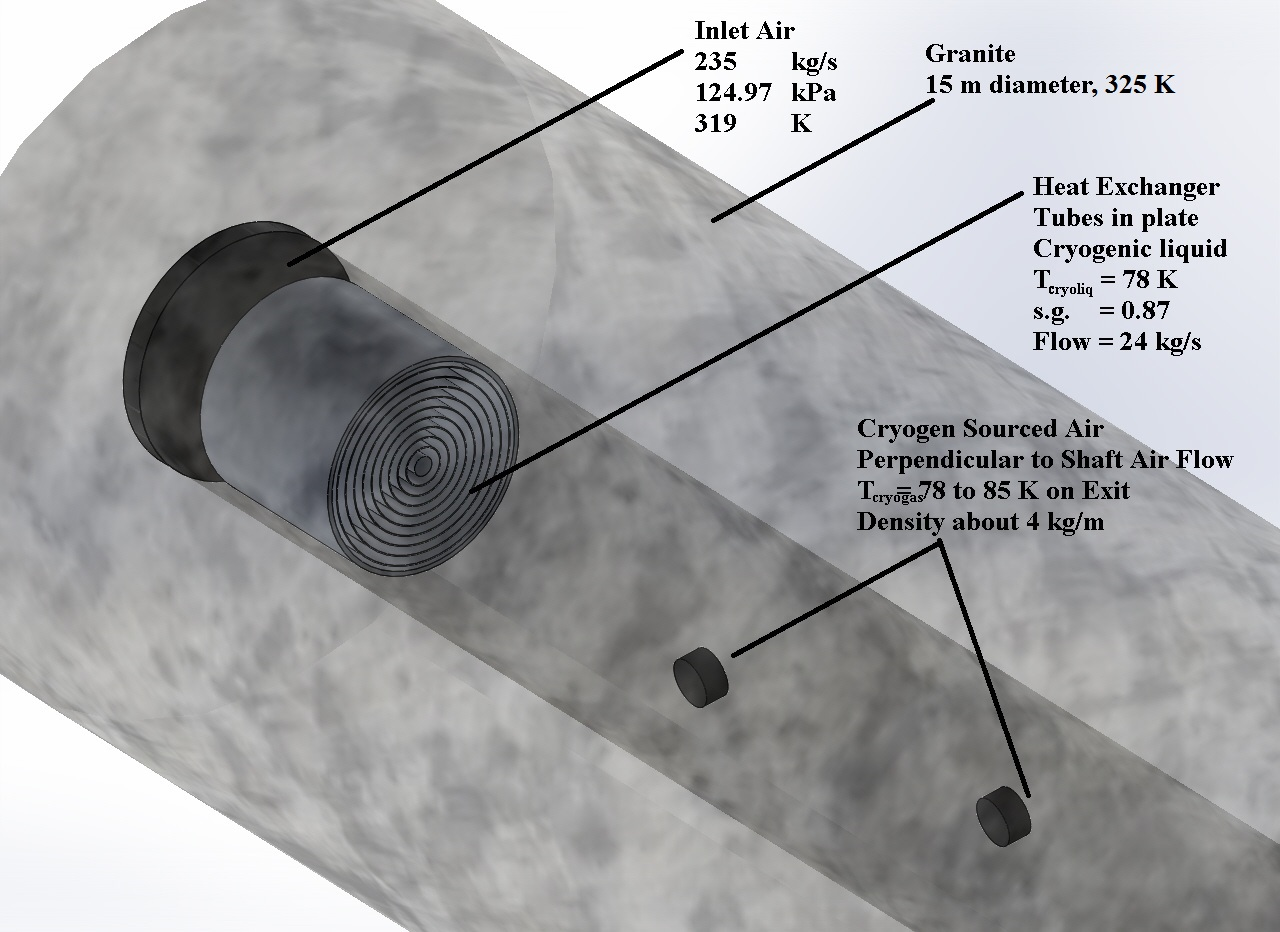 Inlet Air
235 kg/s
124.97 kPa
319 K
Granite
15 m diameter, 325 K
Heat Exchanger
Tubes in plate
Cryogenic liquid
Tcryoliq = 78 K
s.g. = 0.87
Flow = 24 kg/s
Cryogen Sourced Air
Perpendicular to Shaft Air Flow
Tcryogas=78 to 85 K on Exit
Density about 4 kg/m